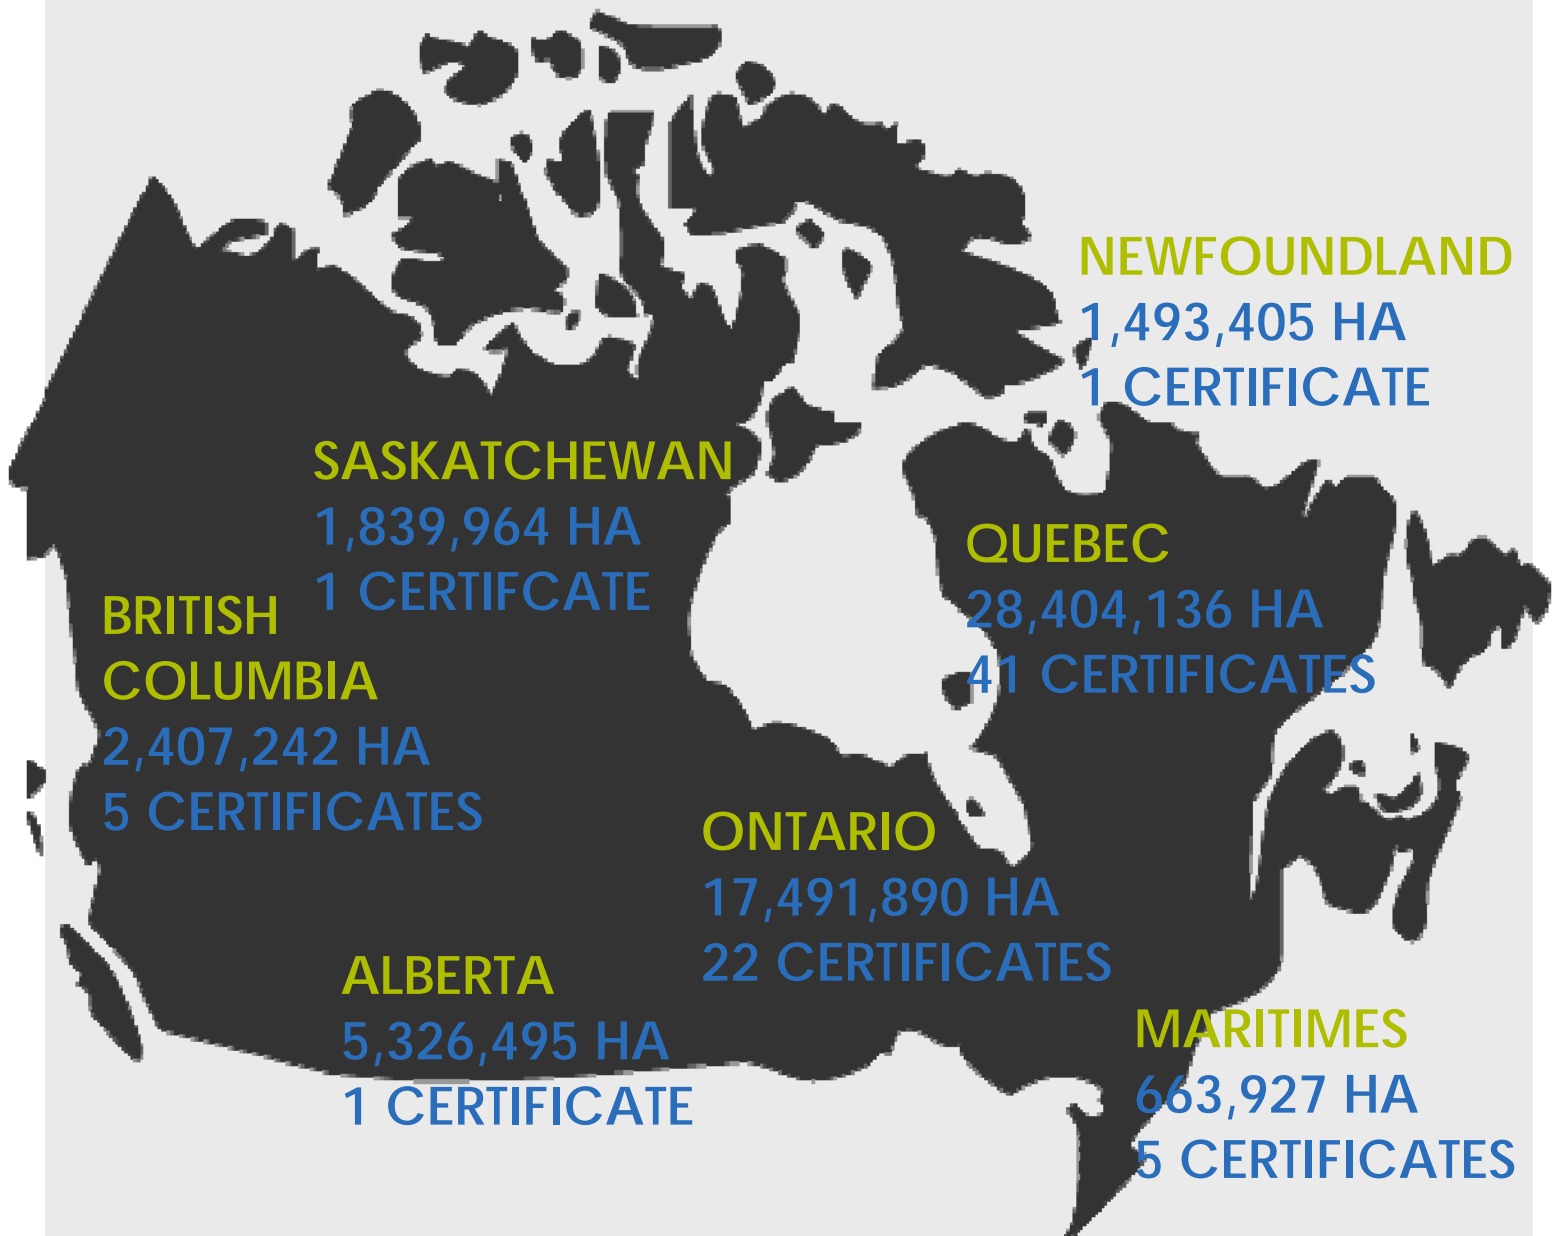 NEWFOUNDLAND
1,493,405 HA
1 CERTIFICATE
SASKATCHEWAN
1,839,964 HA
1 CERTIFCATE
QUEBEC
28,404,136 HA
41 CERTIFICATES
BRITISH
COLUMBIA
2,407,242 HA
5 CERTIFICATES
ONTARIO
17,491,890 HA
22 CERTIFICATES
ALBERTA
5,326,495 HA
1 CERTIFICATE
MARITIMES
663,927 HA
5 CERTIFICATES